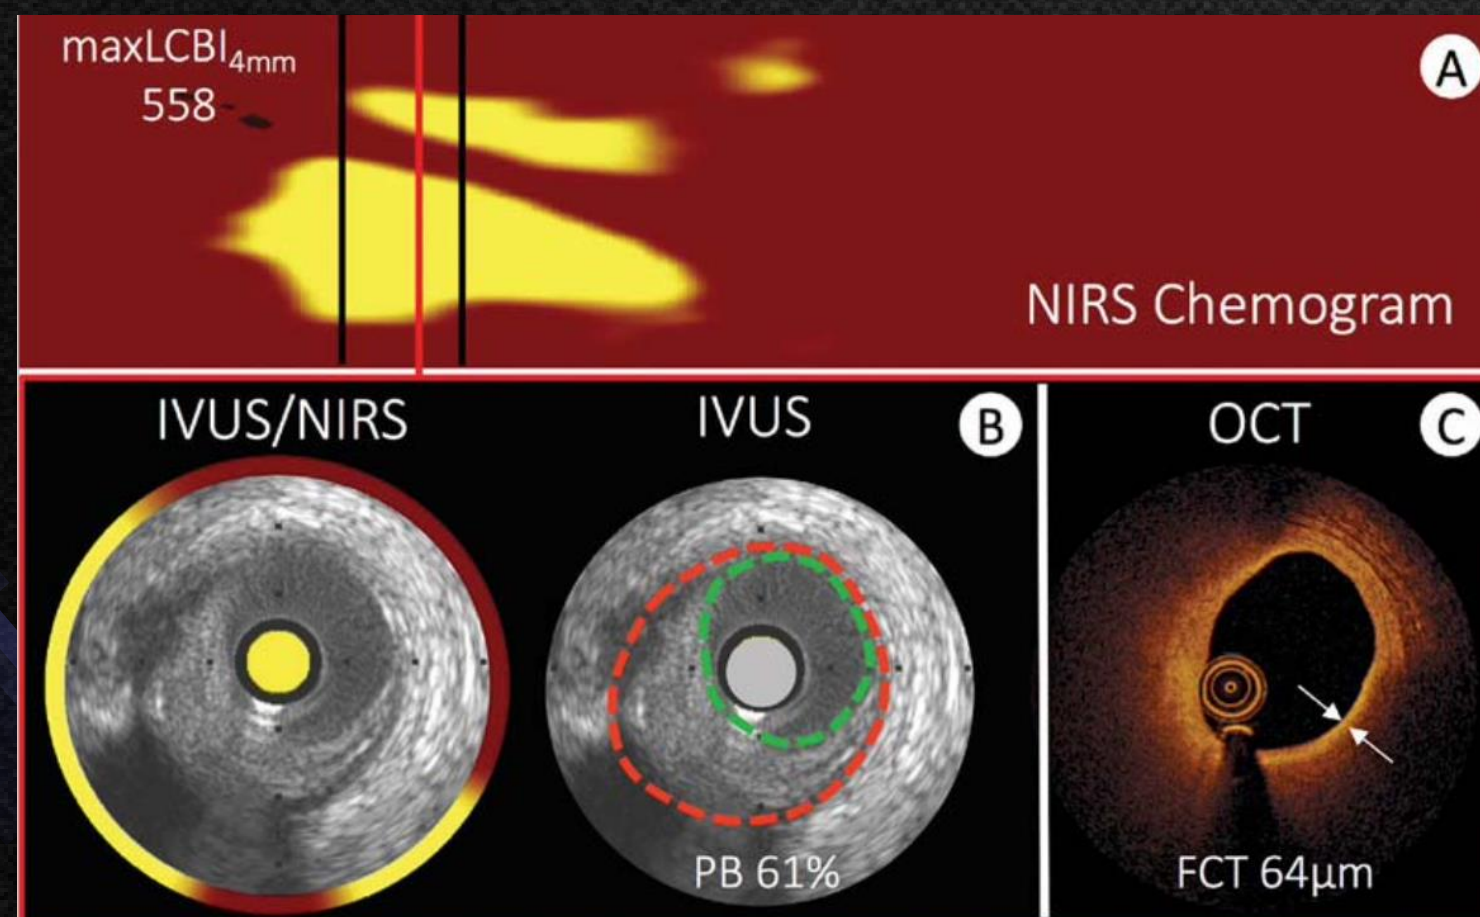 maxLCBI4mm
558
A
NIRS Chemogram
IVUS/NIRS
IVUS
B
OCT
C
PB 61%
FCT 64μm